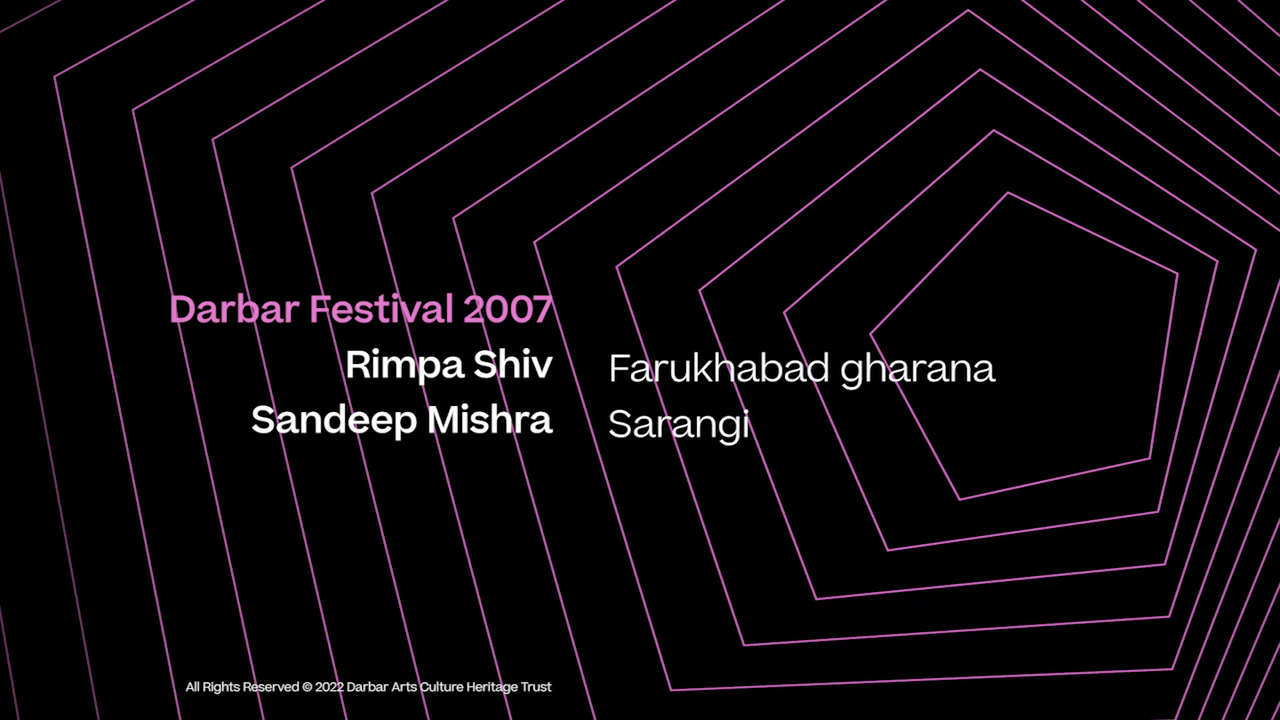 Darbar Festival 2007
Rimpa Shiv Farukhabad gharana
Sandeep Mishra Sarangi
All Rights Reserved © 2022 Darbar Arts Culture Heritage Trust